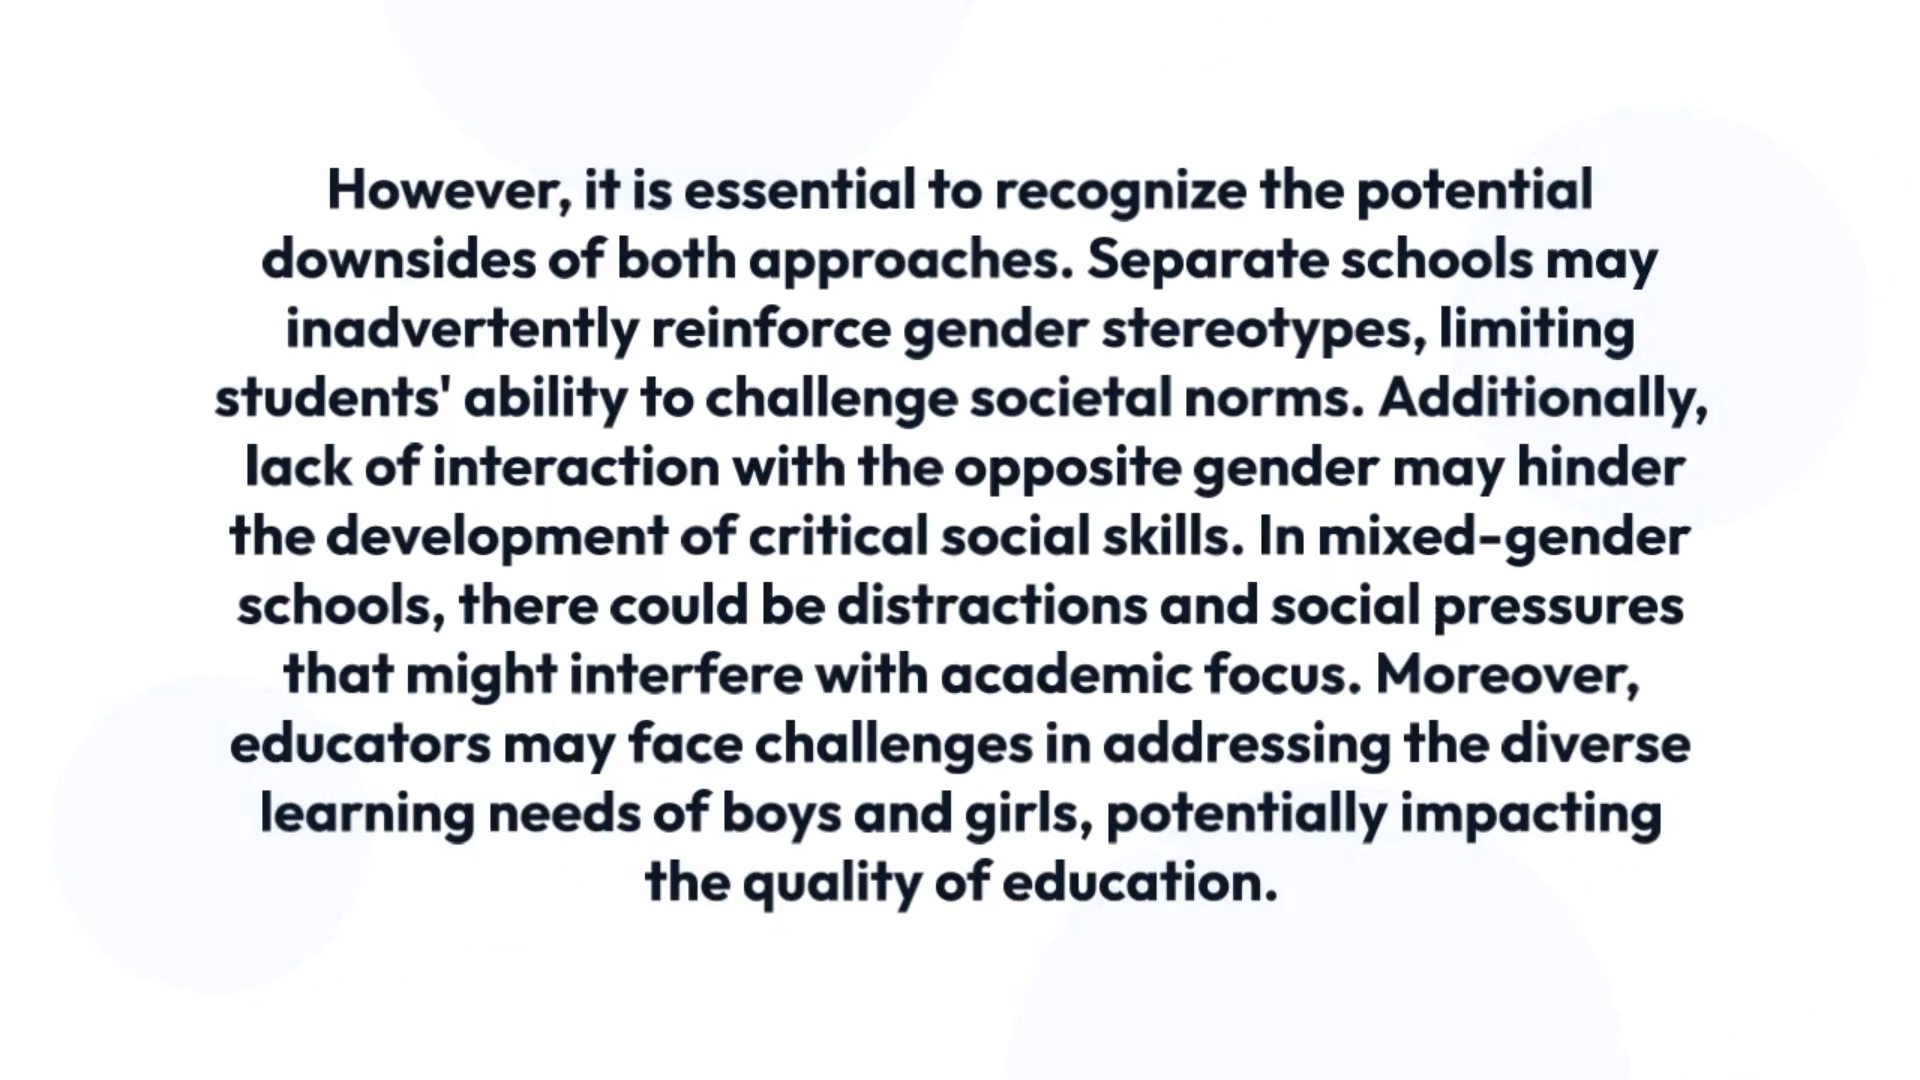 However, it is essential to recognize the potential
downsides of both approaches. Separate schools may
inadvertently reinforce gender stereotypes, limiting
students' ability to challenge societal norms. Additionally,
lack of interaction with the opposite gender may hinder
the development of critical social skills. In mixed-gender
schools, there could be distractions and social pressures
that might interfere with academic focus. Moreover,
educators may face challenges in addressing the diverse
learning needs of boys and girls, potentially impacting
the quality of education.